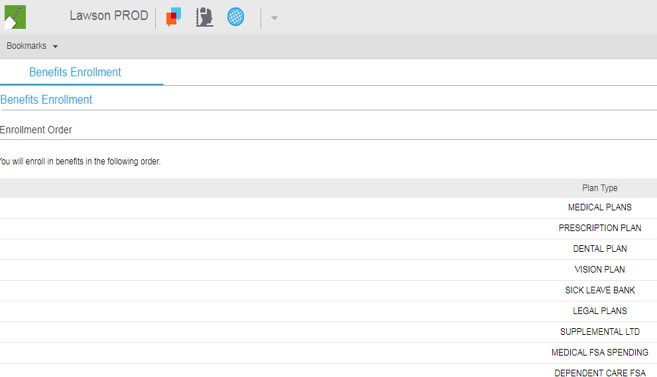 Lawson PROD
Bookmarks
Benefits Enrollment
Benefits Enrollment
Enrollment Order
You will enroll in benefits in the following order.
Plan Type
MEDICAL PLANS
PRESCRIPTION PLAN
DENTAL PLAN
VISION PLAN
SICK LEAVE BANK
LEGAL PLANS
SUPPLEMENTAL LTD
MEDICAL FSA SPENDING
DEPENDENT CARE FSA